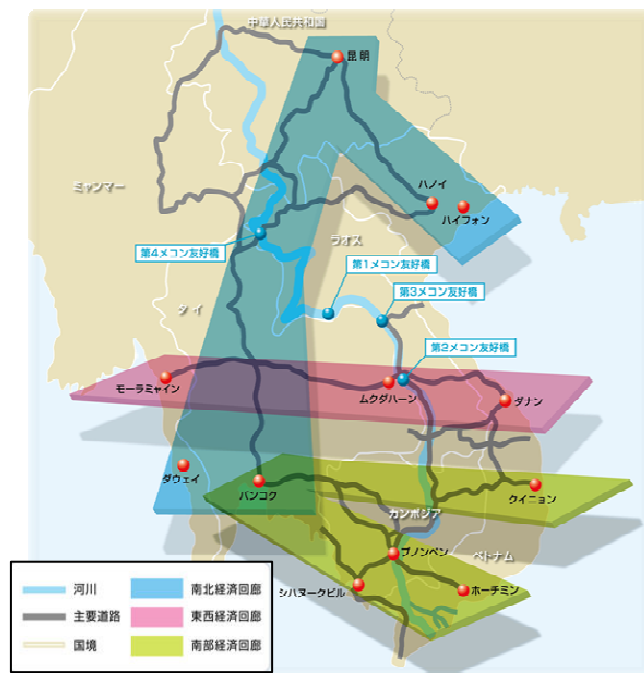 中華人民共和国
昆明
ミャンマー
ハノイ
ハイフォン
ラオス
第4メコン友好橋
第1メコン友好橋
第3メコン友好橋
タイ
第2メコン友好橋
モーラミャイン
ムクダハーン
ダナン
ダウェイ
バンコク
クイニョン
カンボジア
プノンペン
ベトナム
シハヌークビル
ホーチミン
河川
南北経済回廊
主要道路
東西経済回廊
国境
南部経済回廊